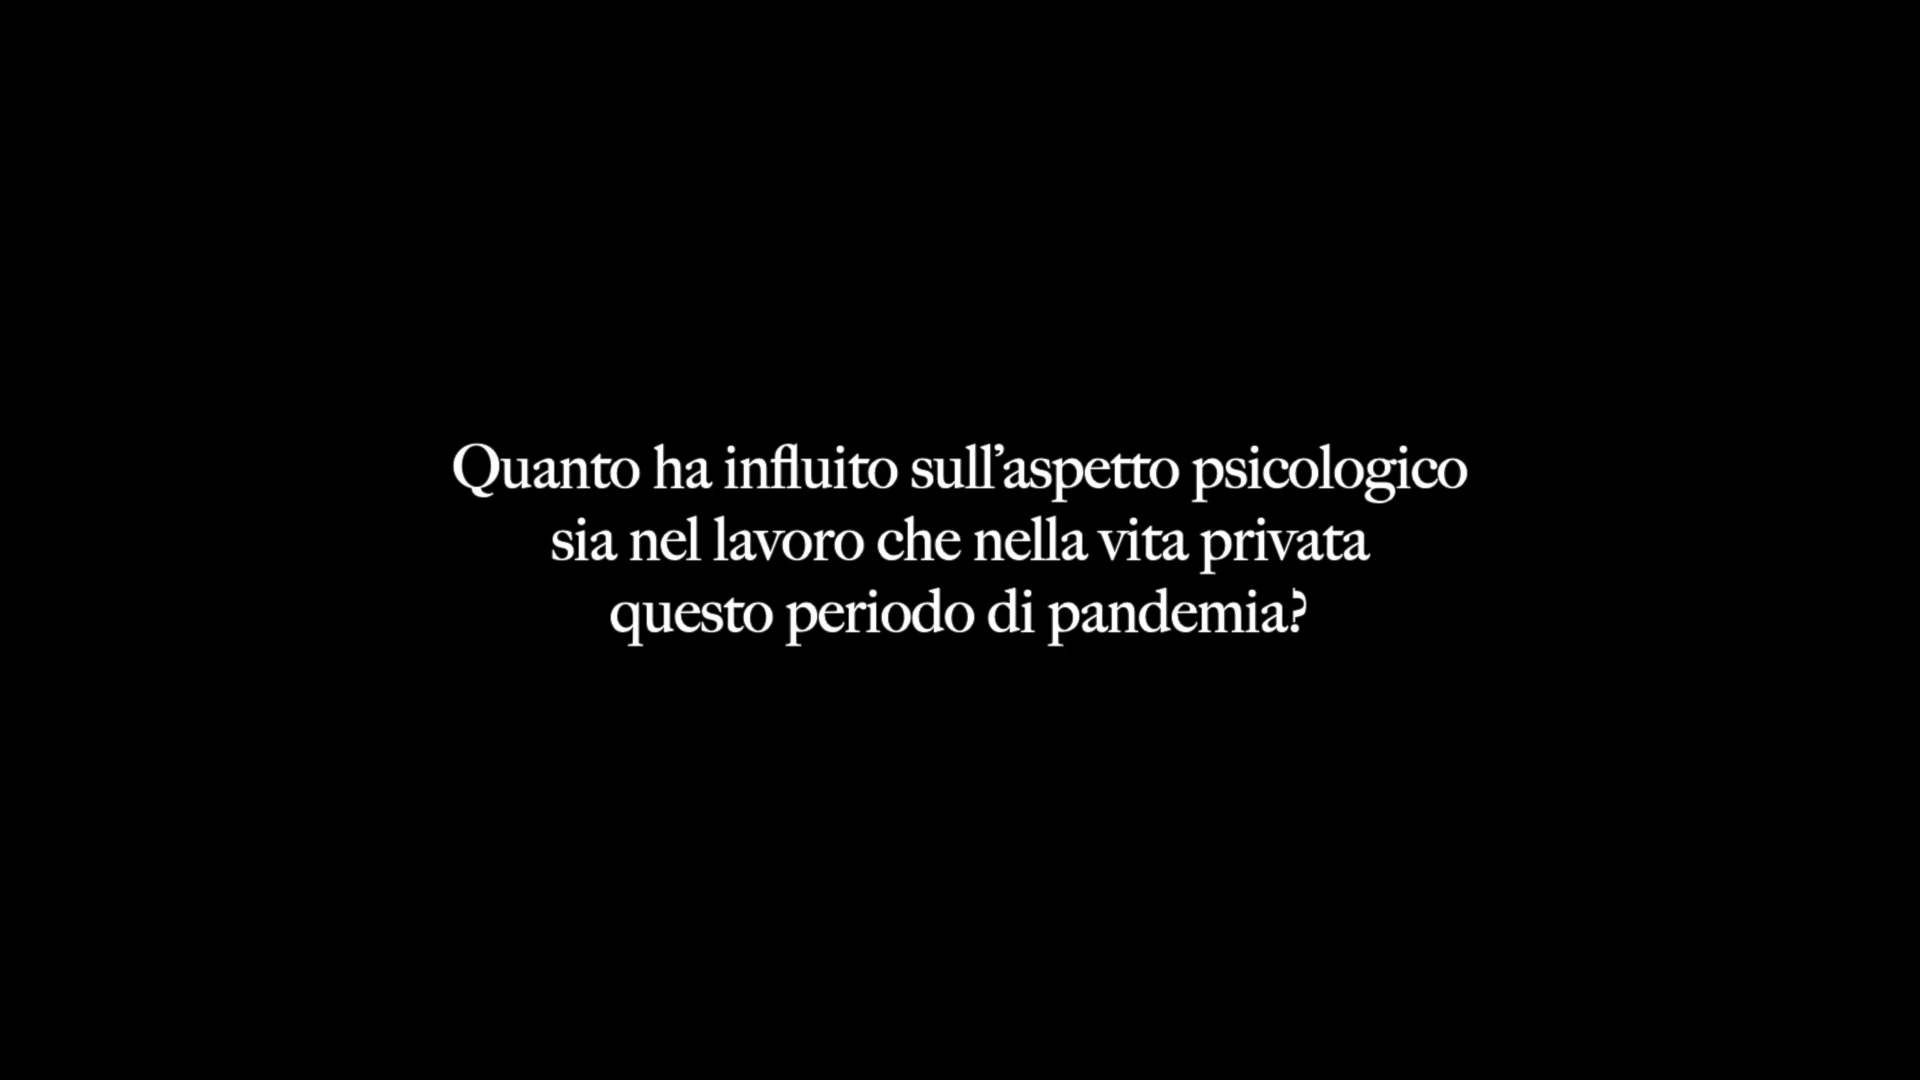 Quanto ha influito sull’aspetto psicologico
sia nel lavoro che nella vita privata
questo periodo di pandemia?